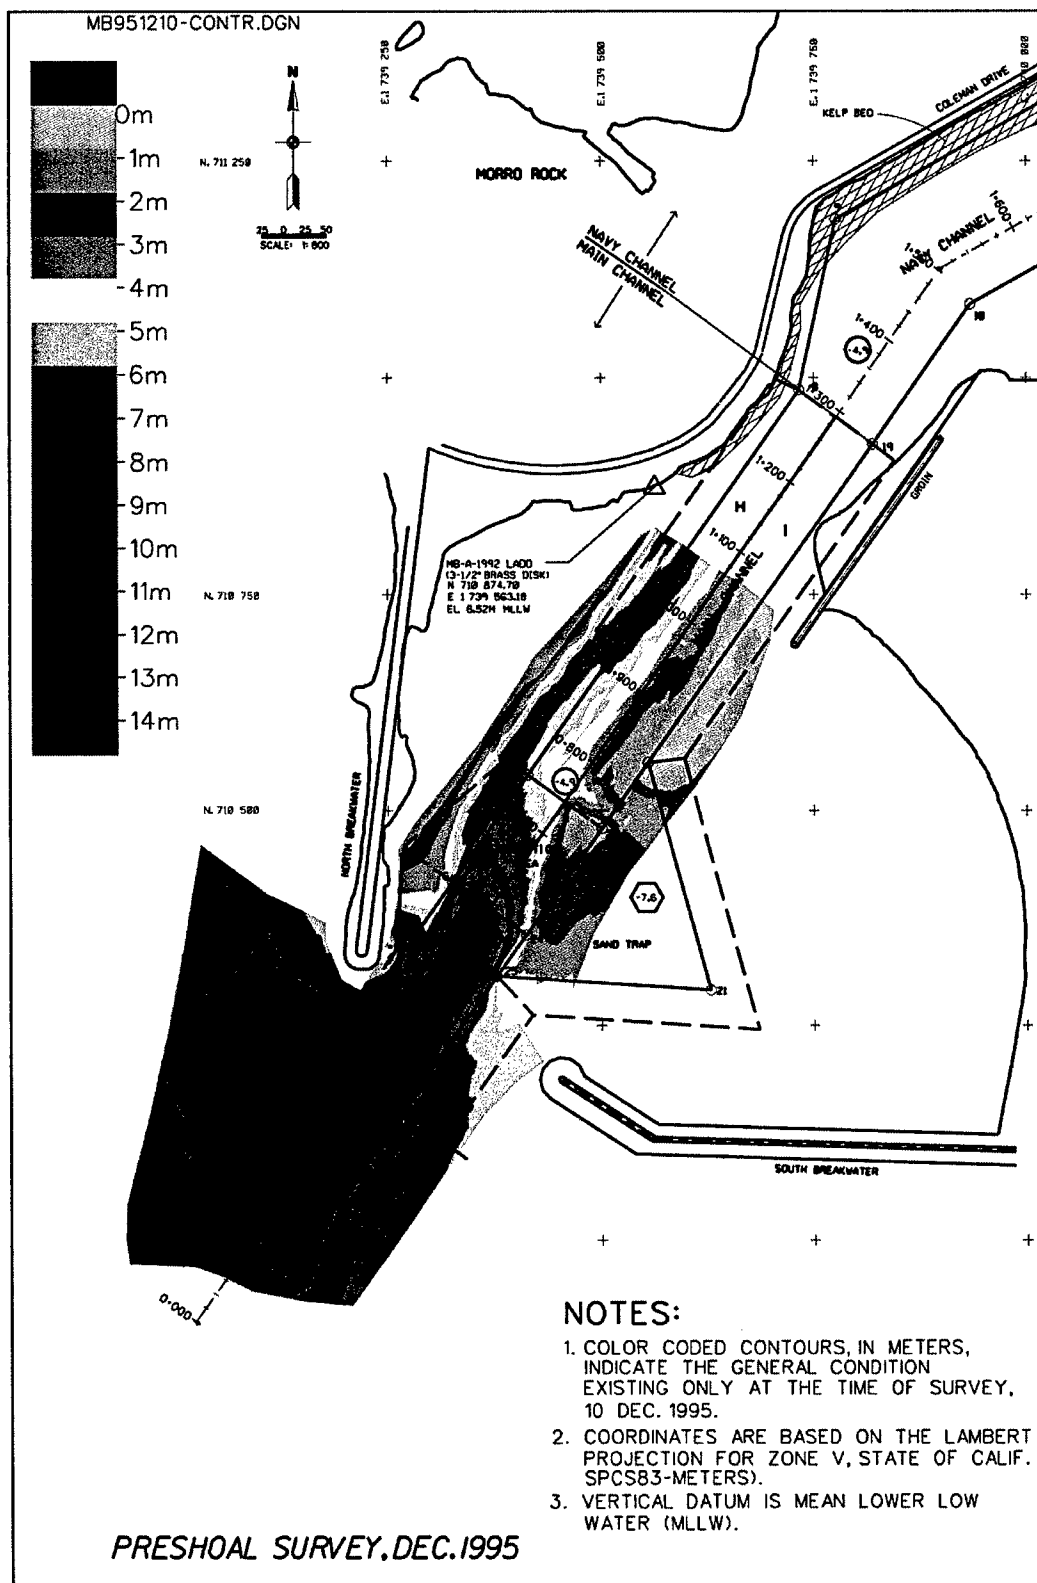 MB951210-CONTR.DGN
0m
-1m
-2m
-3m
-4m
-5m
-6m
-7m
-8m
-9m
-10m
-11m
-12m
-13m
-14m
N
25 0 25 50
SCALE: 1:800
E.1 739 250
E.1 739 500
E.1 739 750
N. 711 250
N. 710 750
N. 710 500
COLEMAN DRIVE
KELP BED
MORRO ROCK
NAVY CHANNEL
MAIN CHANNEL
NAVY CHANNEL
1+600
1+400
1+300
1+200
1+100
0+800
0+000
18
19
21
H
I
GROIN
MB-A-1992 LADD
(3-1/2" BRASS DISK)
N 710 874.70
E 1 739 563.18
EL 8.52M MLLW
CHANNEL
-4.9
-7.6
NORTH BREAKWATER
SAND TRAP
SOUTH BREAKWATER
NOTES:
1. COLOR CODED CONTOURS, IN METERS,
INDICATE THE GENERAL CONDITION
EXISTING ONLY AT THE TIME OF SURVEY,
10 DEC. 1995.
2. COORDINATES ARE BASED ON THE LAMBERT
PROJECTION FOR ZONE V, STATE OF CALIF.
SPCS83-METERS).
3. VERTICAL DATUM IS MEAN LOWER LOW
WATER (MLLW).
PRESHOAL SURVEY, DEC.1995